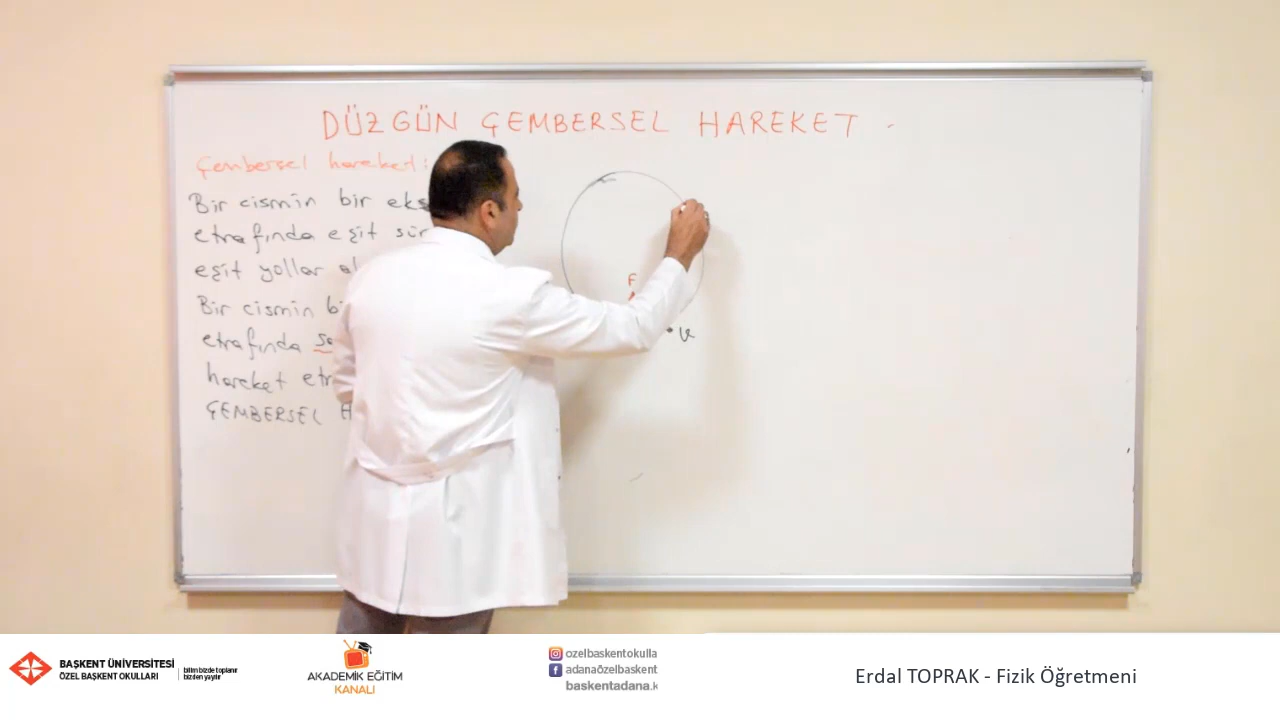 DÜZGÜN ÇEMBERSEL HAREKET
Çembersel hareket:
Bir cismin bir eks
etrafında eşit sür
eşit yollar al
Bir cismin bi
etrafında sa
hareket etm
ÇEMBERSEL H
F
v
BAŞKENT ÜNİVERSİTESİ
ÖZEL BAŞKENT OKULLARI
bilim bizde toplanır
bizden yayılır
AKADEMİK EĞİTİM
KANALI
ozelbaskentokulla
adanaözelbaskent
baskentadana.k
Erdal TOPRAK - Fizik Öğretmeni